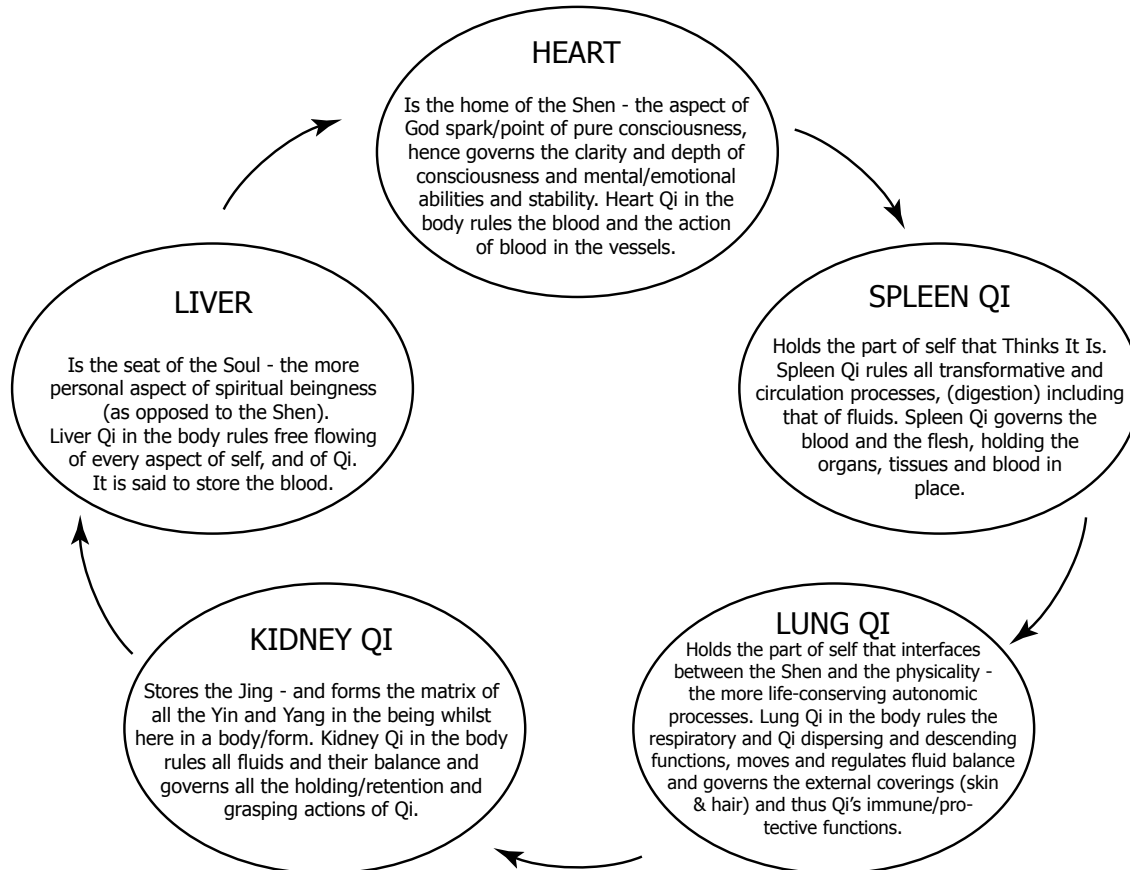 HEART
Is the home of the Shen - the aspect of
God spark/point of pure consciousness,
hence governs the clarity and depth of
consciousness and mental/emotional
abilities and stability. Heart Qi in the
body rules the blood and the action
of blood in the vessels.
SPLEEN QI
Holds the part of self that Thinks It Is.
Spleen Qi rules all transformative and
circulation processes, (digestion) including
that of fluids. Spleen Qi governs the
blood and the flesh, holding the
organs, tissues and blood in
place.
LUNG QI
Holds the part of self that interfaces
between the Shen and the physicality -
the more life-conserving autonomic
processes. Lung Qi in the body rules the
respiratory and Qi dispersing and descending
functions, moves and regulates fluid balance
and governs the external coverings (skin
& hair) and thus Qi's immune/pro-
tective functions.
KIDNEY QI
Stores the Jing - and forms the matrix of
all the Yin and Yang in the being whilst
here in a body/form. Kidney Qi in the body
rules all fluids and their balance and
governs all the holding/retention and
grasping actions of Qi.
LIVER
Is the seat of the Soul - the more
personal aspect of spiritual beingness
(as opposed to the Shen).
Liver Qi in the body rules free flowing
of every aspect of self, and of Qi.
It is said to store the blood.